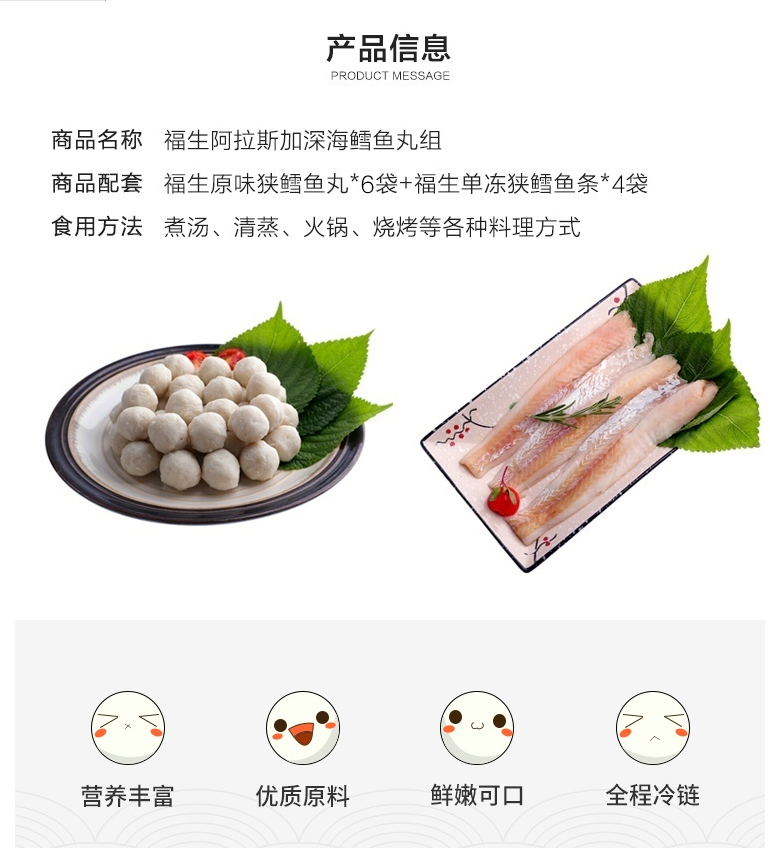 产品信息
PRODUCT MESSAGE
商品名称 福生阿拉斯加深海鳕鱼丸组
商品配套 福生原味狭鳕鱼丸*6袋+福生单冻狭鳕鱼条*4袋
食用方法 煮汤、清蒸、火锅、烧烤等各种料理方式
营养丰富 优质原料 鲜嫩可口 全程冷链